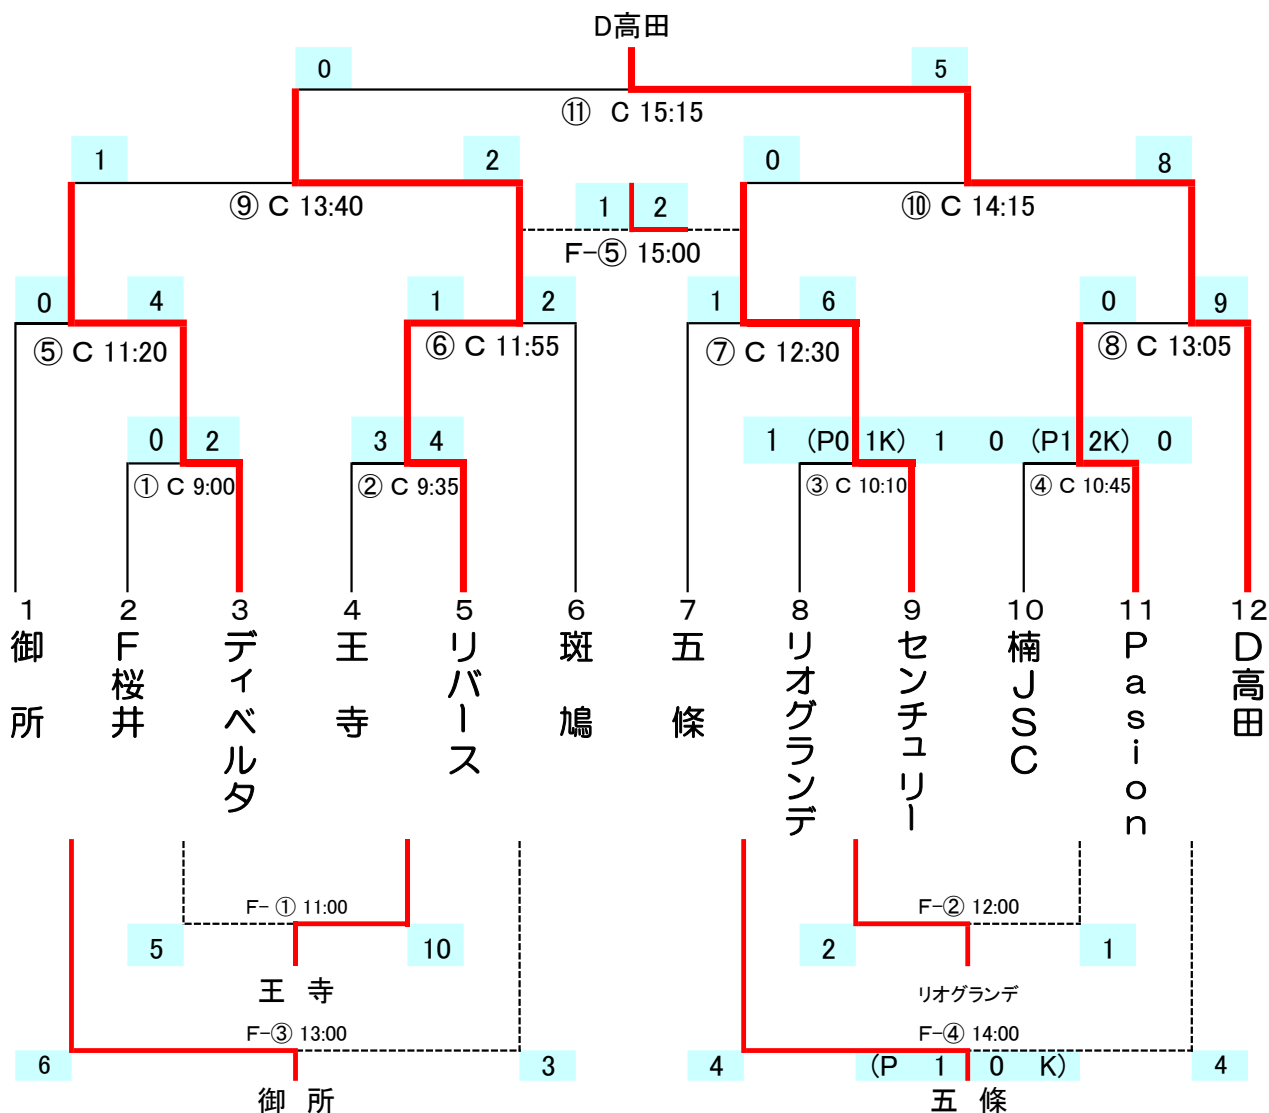 D高田
0 5
⑪ C 15:15
1 2 0 8
⑨ C 13:40
1 2
⑩ C 14:15
F-⑤ 15:00
0 4 1 2 1 6 0 9
⑤ C 11:20
⑥ C 11:55
⑦ C 12:30
⑧ C 13:05
0 2 3 4 1 (P0 1K) 1 0 (P1 2K) 0
① C 9:00
② C 9:35
③ C 10:10
④ C 10:45
1 2 3 4 5 6 7 8 9 10 11 12
御所
F桜井
ディベルタ
王寺
リバース
斑鳩
五條
リオグランデ
センチュリー
楠JSC
Pasion
D高田
F- ① 11:00
F-② 12:00
5 10 2 1
王寺
リオグランデ
F-③ 13:00
F-④ 14:00
6 3 4 (P 1 0 K) 4
御所
五條